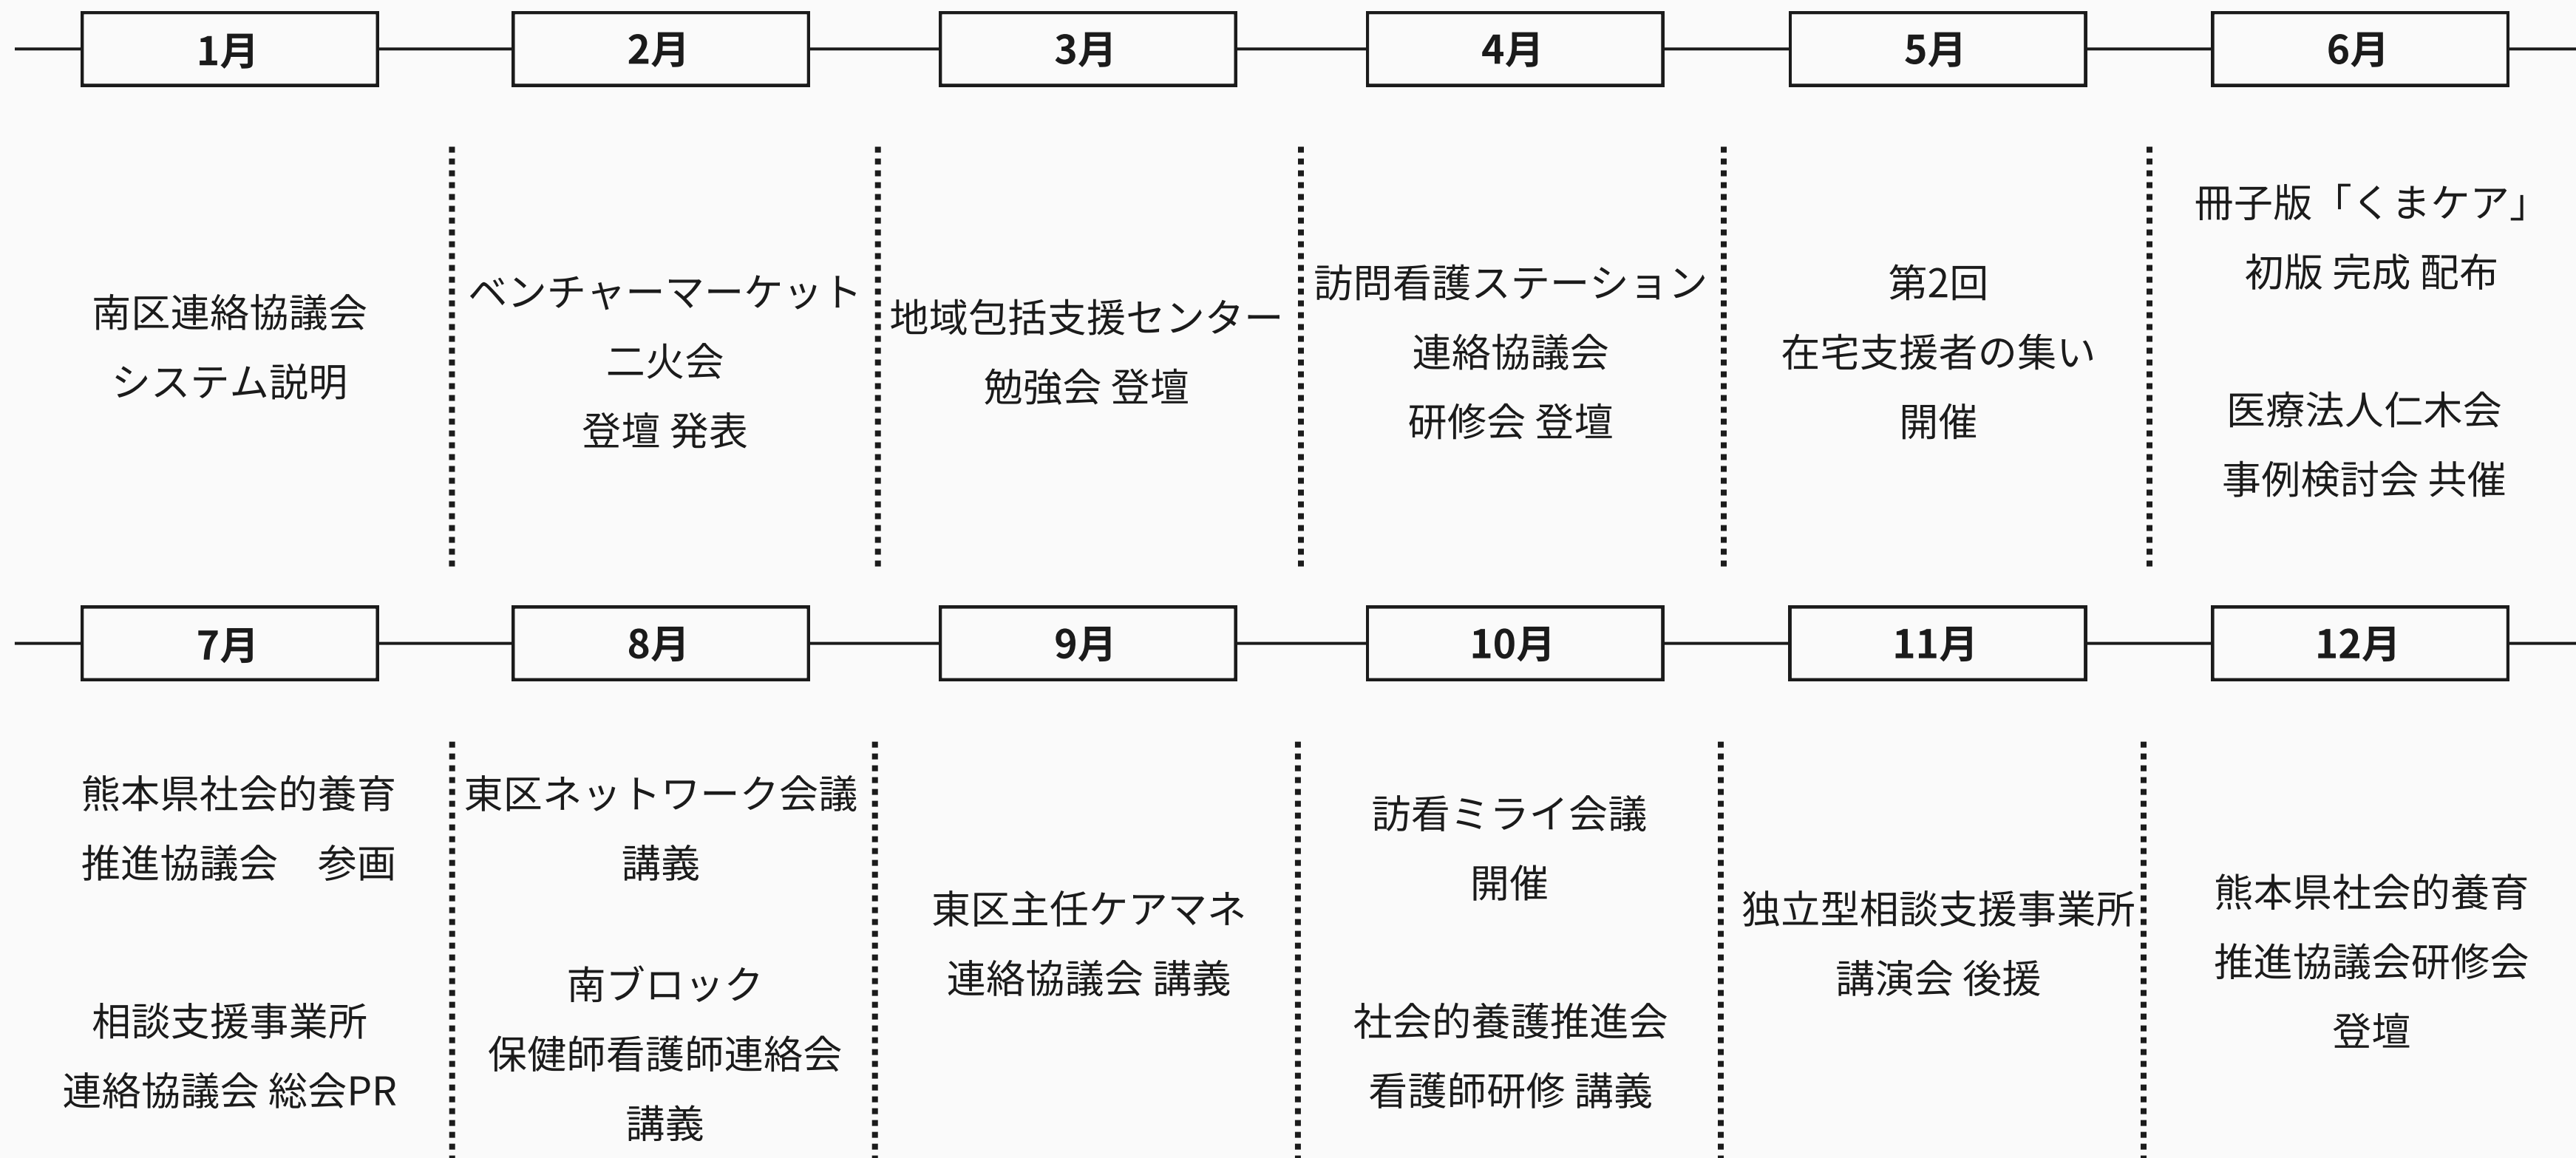 1月
2月
3月
4月
5月
6月
南区連絡協議会
システム説明
ベンチャーマーケット
二火会
登壇 発表
地域包括支援センター
勉強会 登壇
訪問看護ステーション
連絡協議会
研修会 登壇
第2回
在宅支援者の集い
開催
冊子版「くまケア」
初版 完成 配布
医療法人仁木会
事例検討会 共催
7月
8月
9月
10月
11月
12月
熊本県社会的養育
推進協議会　参画
相談支援事業所
連絡協議会 総会PR
東区ネットワーク会議
講義
南ブロック
保健師看護師連絡会
講義
東区主任ケアマネ
連絡協議会 講義
訪看ミライ会議
開催
社会的養護推進会
看護師研修 講義
独立型相談支援事業所
講演会 後援
熊本県社会的養育
推進協議会研修会
登壇